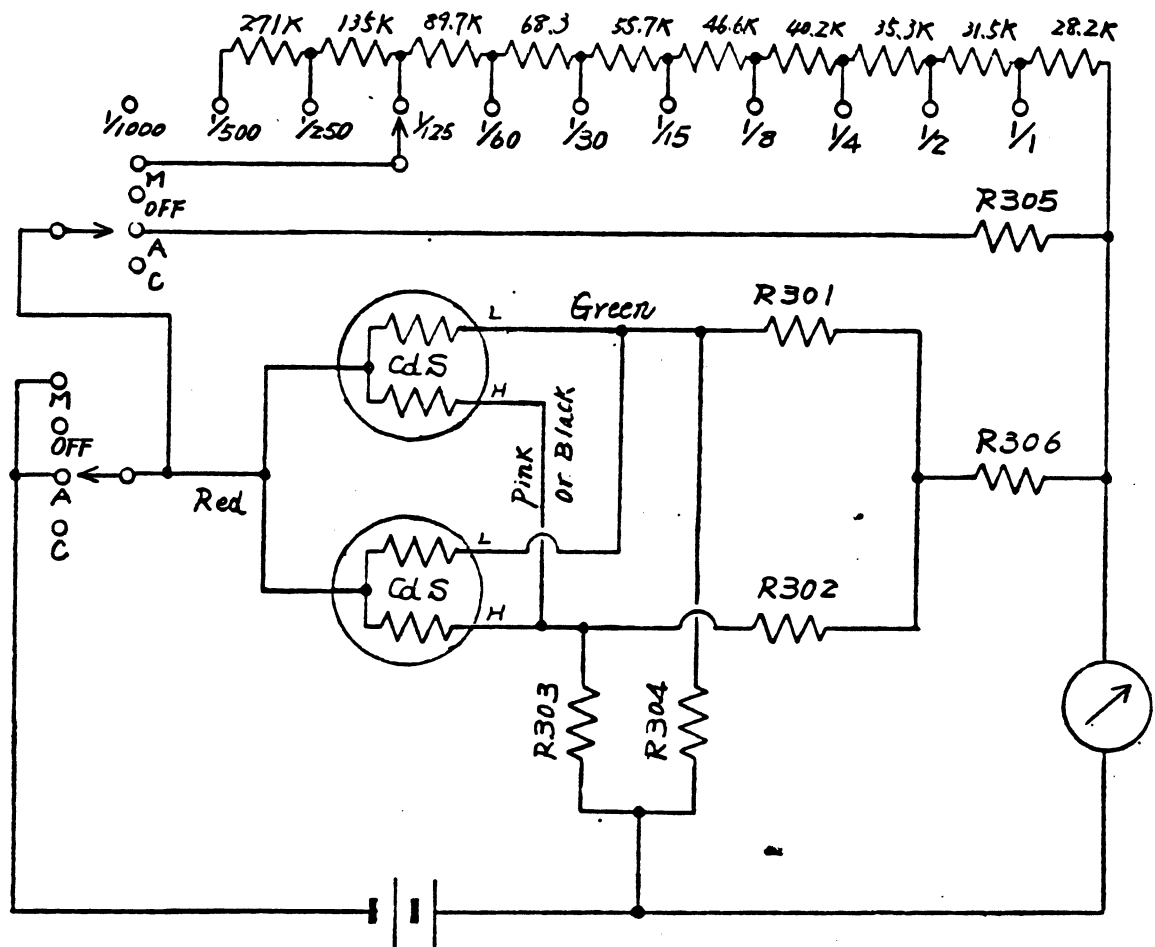 271K 135K 89.7K 68.3 55.7K 46.6K 40.2K 35.3K 31.5K 28.2K
1/1000 1/500 1/250 1/125 1/60 1/30 1/15 1/8 1/4 1/2 1/1
M
OFF
A
C
R305
L
Green
R301
CdS
H
M
OFF
A
C
Red
Pink
or Black
R306
L
CdS
H
R302
R303
R304